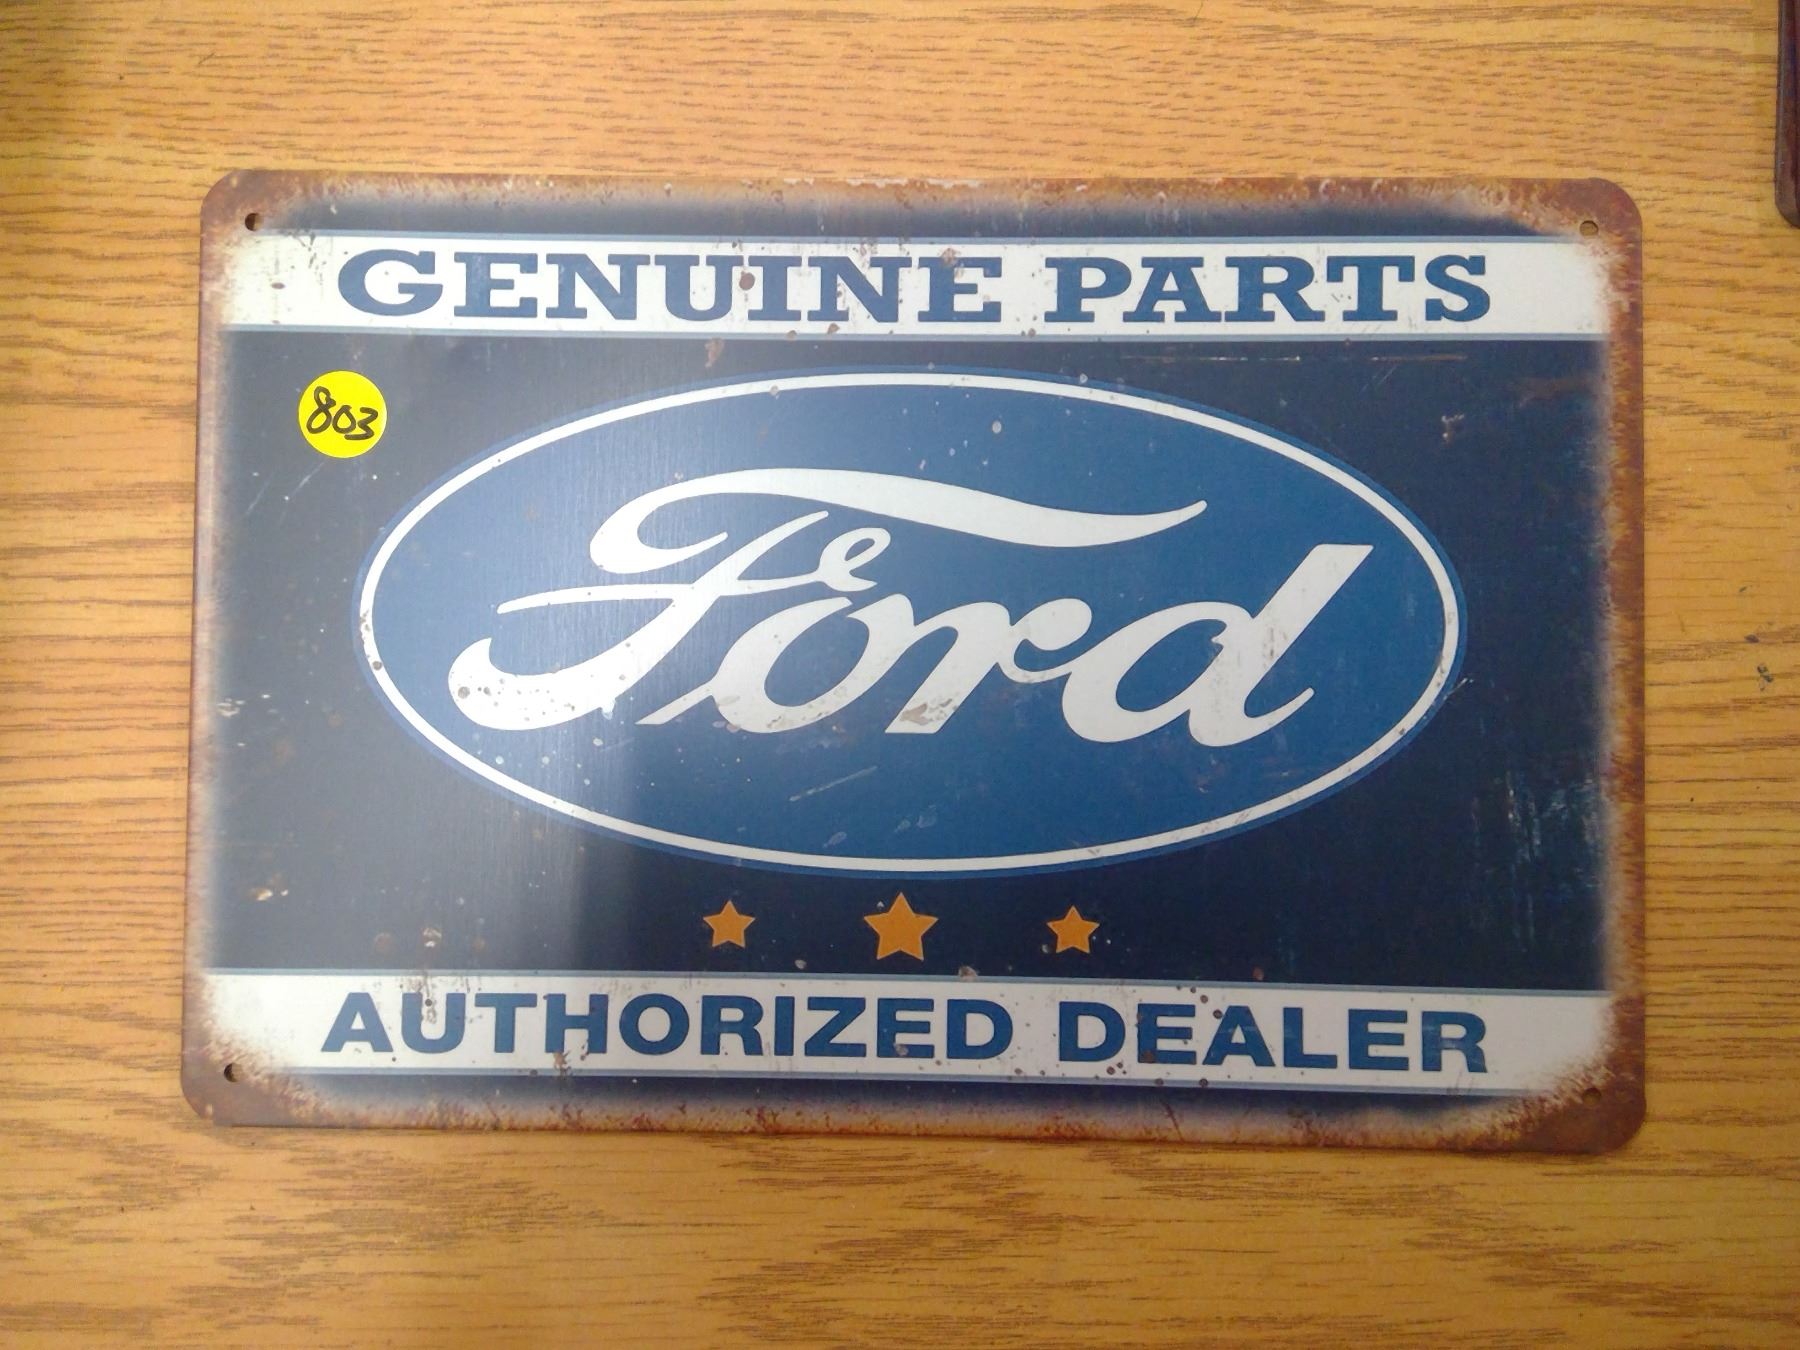 GENUINE PARTS
803
Ford
AUTHORIZED DEALER